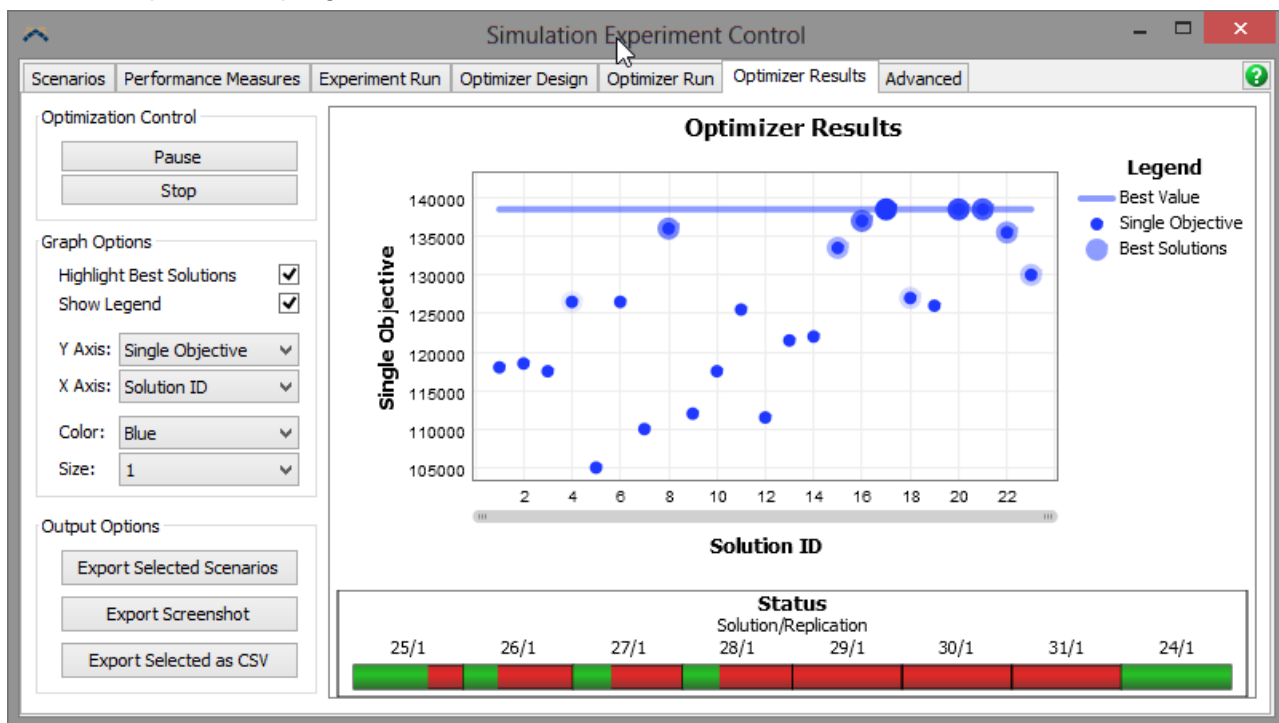 Simulation Experiment Control
Scenarios Performance Measures Experiment Run Optimizer Design Optimizer Run Optimizer Results Advanced
Optimization Control
Pause
Stop
Graph Options
Highlight Best Solutions
Show Legend
Y Axis: Single Objective
X Axis: Solution ID
Color: Blue
Size: 1
Output Options
Export Selected Scenarios
Export Screenshot
Export Selected as CSV
Optimizer Results
Single Objective
140000
135000
130000
125000
120000
115000
110000
105000
2 4 6 8 10 12 14 16 18 20 22
Solution ID
Legend
Best Value
Single Objective
Best Solutions
Status
Solution/Replication
25/1 26/1 27/1 28/1 29/1 30/1 31/1 24/1